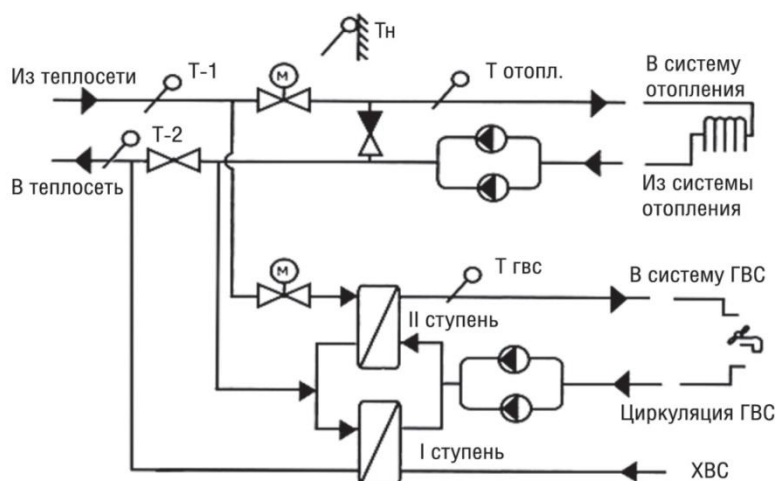 Tн
Из теплосети
T-1
M
T отопл.
В систему
отопления
T-2
В теплосеть
Из системы
отопления
M
T гвс
В систему ГВС
II ступень
Циркуляция ГВС
I ступень
ХВС